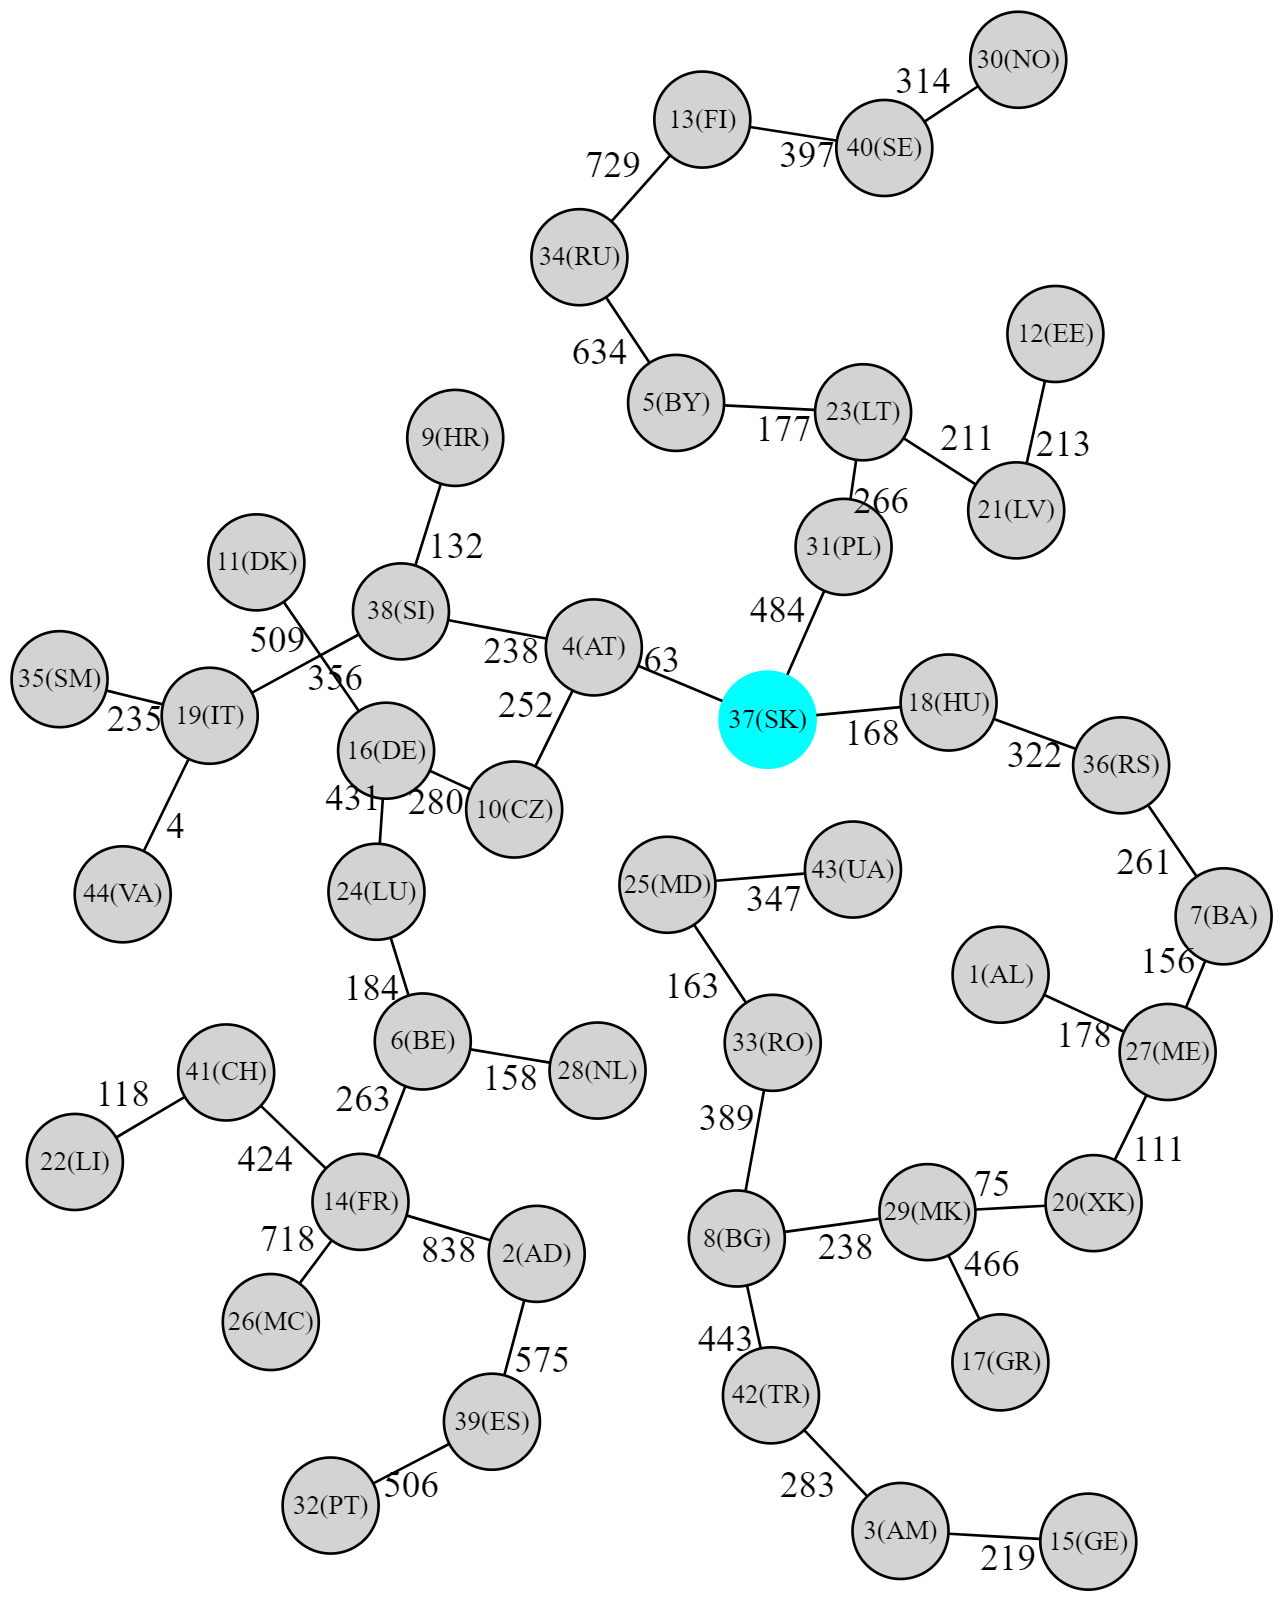 30(NO)
314
13(FI)
40(SE)
397
729
34(RU)
12(EE)
634
5(BY)
23(LT)
177
211
213
9(HR)
266
21(LV)
31(PL)
132
11(DK)
484
38(SI)
509
238
4(AT)
63
356
35(SM)
235
19(IT)
252
37(SK)
18(HU)
168
16(DE)
322
36(RS)
431
280
10(CZ)
4
44(VA)
24(LU)
25(MD)
43(UA)
347
261
7(BA)
156
1(AL)
184
163
178
6(BE)
33(RO)
27(ME)
41(CH)
158
28(NL)
118
263
389
22(LI)
424
111
14(FR)
75
29(MK)
20(XK)
718
838
2(AD)
8(BG)
238
466
26(MC)
443
575
17(GR)
42(TR)
39(ES)
32(PT)
506
283
3(AM)
219
15(GE)